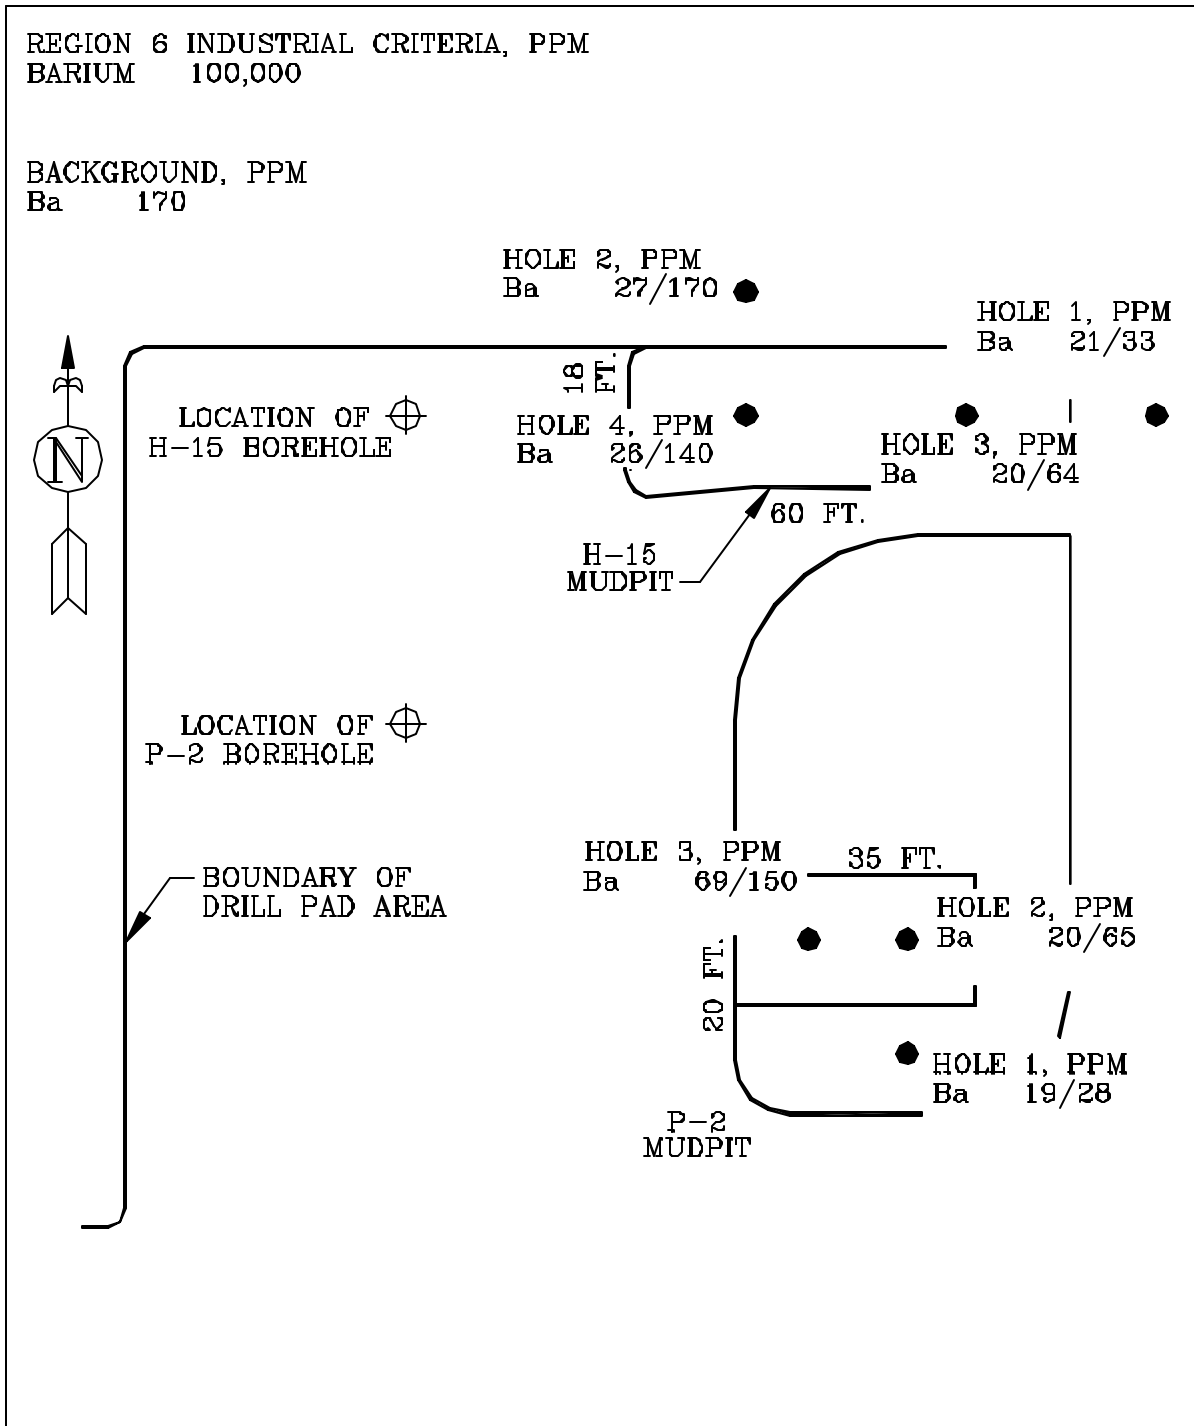 REGION 6 INDUSTRIAL CRITERIA, PPM
BARIUM 100,000
BACKGROUND, PPM
Ba 170
HOLE 2, PPM
Ba 27/170
HOLE 1, PPM
Ba 21/33
18 FT.
LOCATION OF
H-15 BOREHOLE
HOLE 4, PPM
Ba 26/140
HOLE 3, PPM
Ba 20/64
N
60 FT.
H-15
MUDPIT
LOCATION OF
P-2 BOREHOLE
HOLE 3, PPM
Ba 69/150
35 FT.
BOUNDARY OF
DRILL PAD AREA
HOLE 2, PPM
Ba 20/65
20 FT.
HOLE 1, PPM
Ba 19/28
P-2
MUDPIT